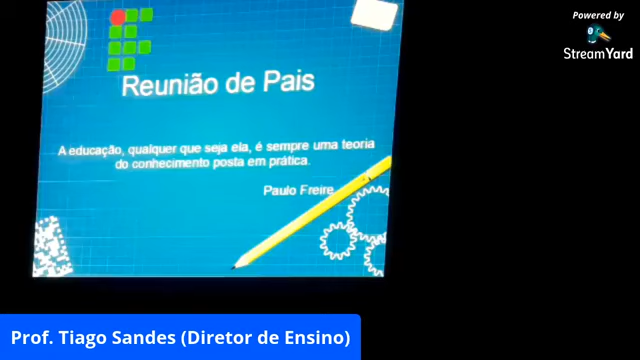 Powered by
StreamYard
Reunião de Pais
A educação, qualquer que seja ela, é sempre uma teoria
do conhecimento posta em prática.
Paulo Freire
Prof. Tiago Sandes (Diretor de Ensino)